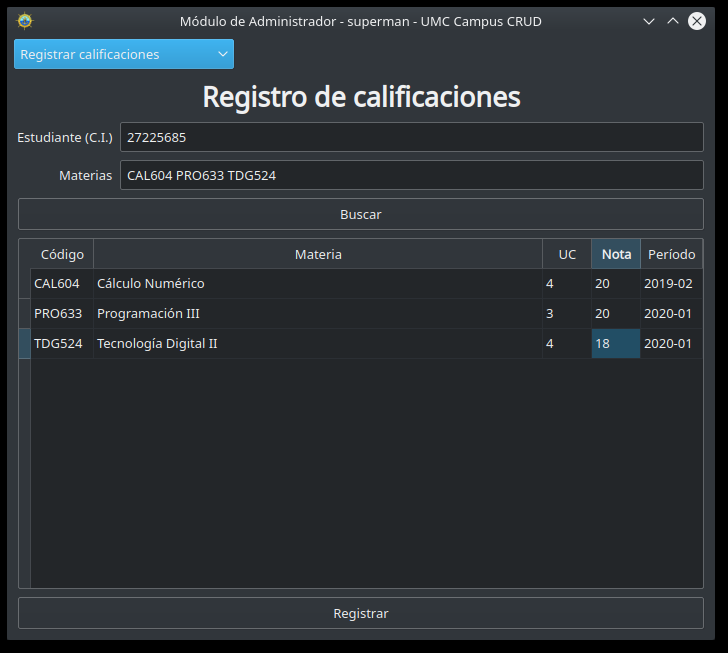 Módulo de Administrador - superman - UMC Campus CRUD
Registrar calificaciones
Registro de calificaciones
Estudiante (C.I.) 27225685
Materias CAL604 PRO633 TDG524
Buscar
Código Materia UC Nota Período
CAL604 Cálculo Numérico 4 20 2019-02
PRO633 Programación III 3 20 2020-01
TDG524 Tecnología Digital II 4 18 2020-01
Registrar